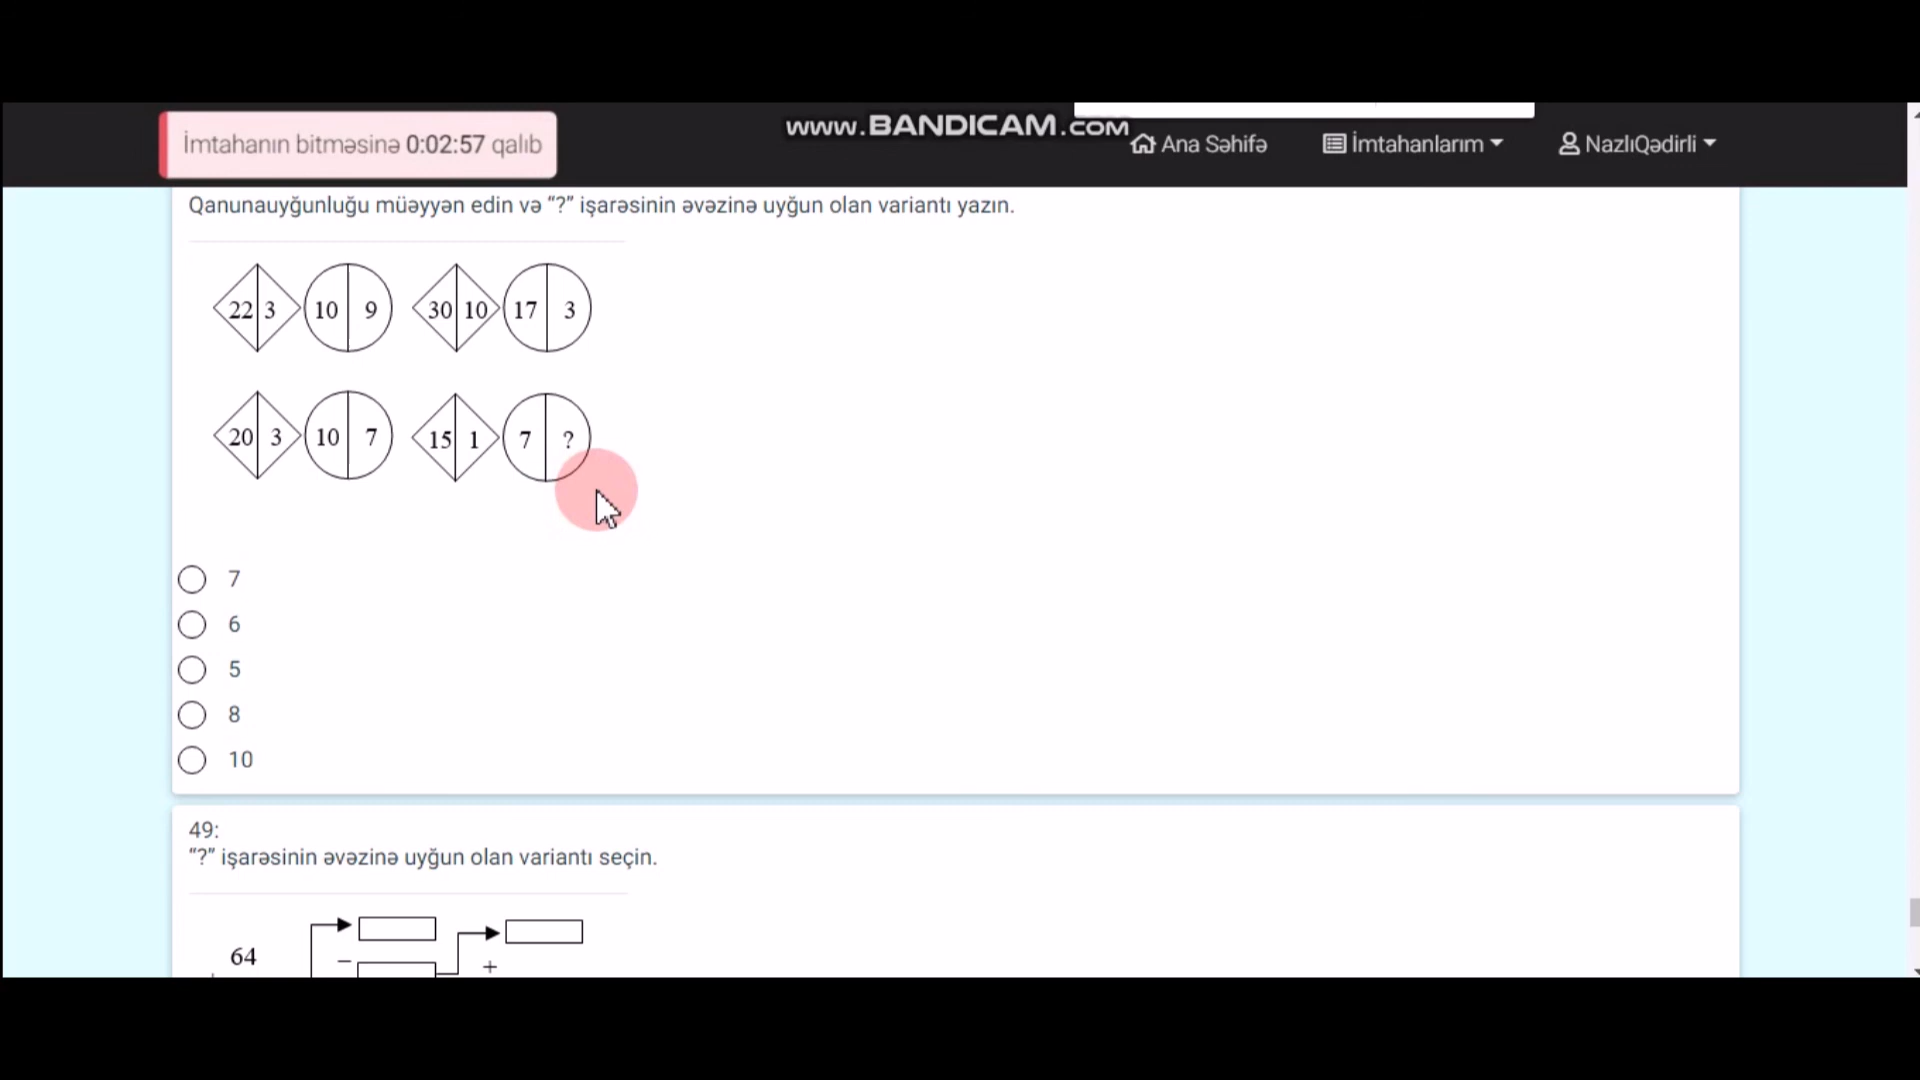 www.BANDICAM.com
İmtahanın bitməsinə 0:02:57 qalıb
Ana Səhifə
İmtahanlarım
NazlıQədirli
Qanunauyğunluğu müəyyən edin və “?” işarəsinin əvəzinə uyğun olan variantı yazın.
22 3 10 9 30 10 17 3
20 3 10 7 15 1 7 ?
7
6
5
8
10
49:
“?” işarəsinin əvəzinə uyğun olan variantı seçin.
64
− +